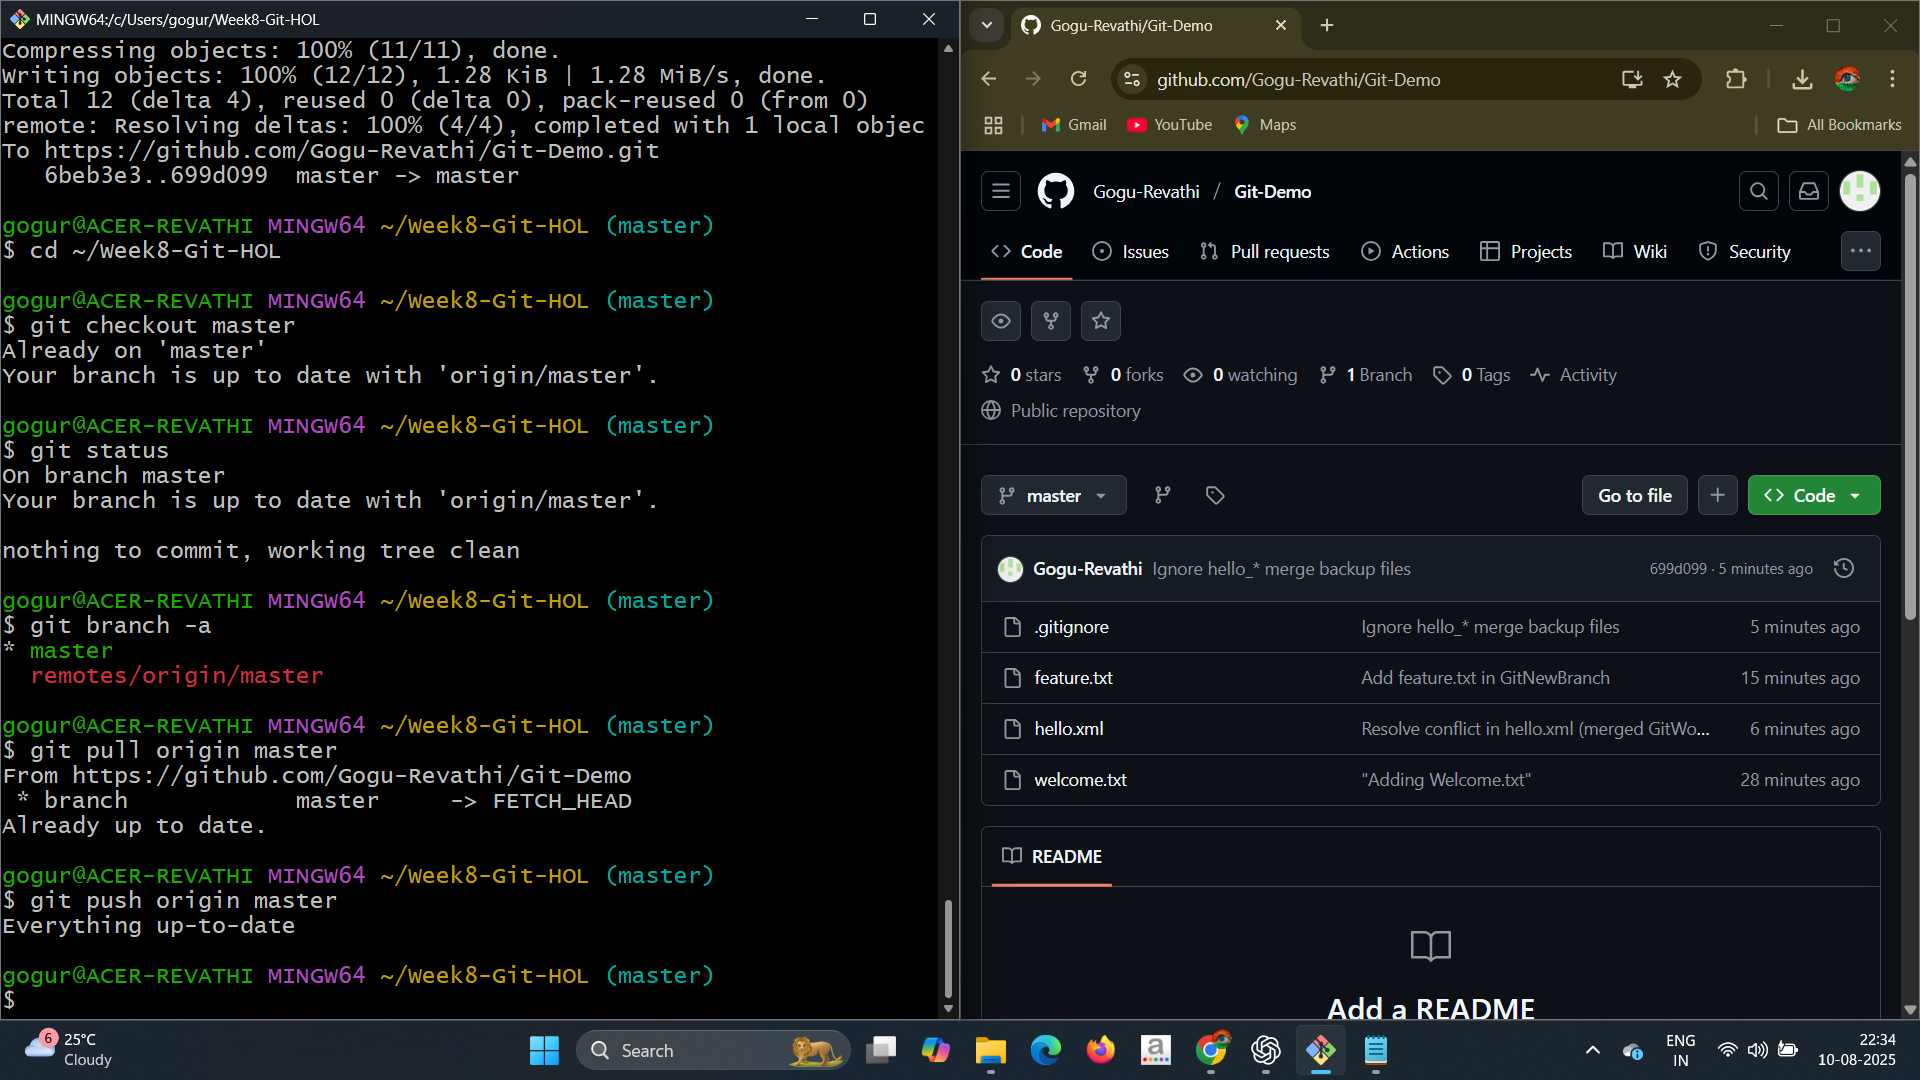 MINGW64:/c/Users/gogur/Week8-Git-HOL
Compressing objects: 100% (11/11), done.
Writing objects: 100% (12/12), 1.28 KiB | 1.28 MiB/s, done.
Total 12 (delta 4), reused 0 (delta 0), pack-reused 0 (from 0)
remote: Resolving deltas: 100% (4/4), completed with 1 local objec
To https://github.com/Gogu-Revathi/Git-Demo.git
6beb3e3..699d099 master -> master
gogur@ACER-REVATHI MINGW64 ~/Week8-Git-HOL (master)
$ cd ~/Week8-Git-HOL
gogur@ACER-REVATHI MINGW64 ~/Week8-Git-HOL (master)
$ git checkout master
Already on 'master'
Your branch is up to date with 'origin/master'.
gogur@ACER-REVATHI MINGW64 ~/Week8-Git-HOL (master)
$ git status
On branch master
Your branch is up to date with 'origin/master'.
nothing to commit, working tree clean
gogur@ACER-REVATHI MINGW64 ~/Week8-Git-HOL (master)
$ git branch -a
* master
remotes/origin/master
gogur@ACER-REVATHI MINGW64 ~/Week8-Git-HOL (master)
$ git pull origin master
From https://github.com/Gogu-Revathi/Git-Demo
* branch master -> FETCH_HEAD
Already up to date.
gogur@ACER-REVATHI MINGW64 ~/Week8-Git-HOL (master)
$ git push origin master
Everything up-to-date
gogur@ACER-REVATHI MINGW64 ~/Week8-Git-HOL (master)
$
Gogu-Revathi/Git-Demo
github.com/Gogu-Revathi/Git-Demo
Gmail YouTube Maps All Bookmarks
Gogu-Revathi / Git-Demo
Code Issues Pull requests Actions Projects Wiki Security
0 stars 0 forks 0 watching 1 Branch 0 Tags Activity
Public repository
master Go to file Code
Gogu-Revathi Ignore hello_* merge backup files 699d099 · 5 minutes ago
.gitignore Ignore hello_* merge backup files 5 minutes ago
feature.txt Add feature.txt in GitNewBranch 15 minutes ago
hello.xml Resolve conflict in hello.xml (merged GitWo... 6 minutes ago
welcome.txt "Adding Welcome.txt" 28 minutes ago
README
Add a README
6 25°C
Cloudy
Search
a
ENG
IN
22:34
10-08-2025